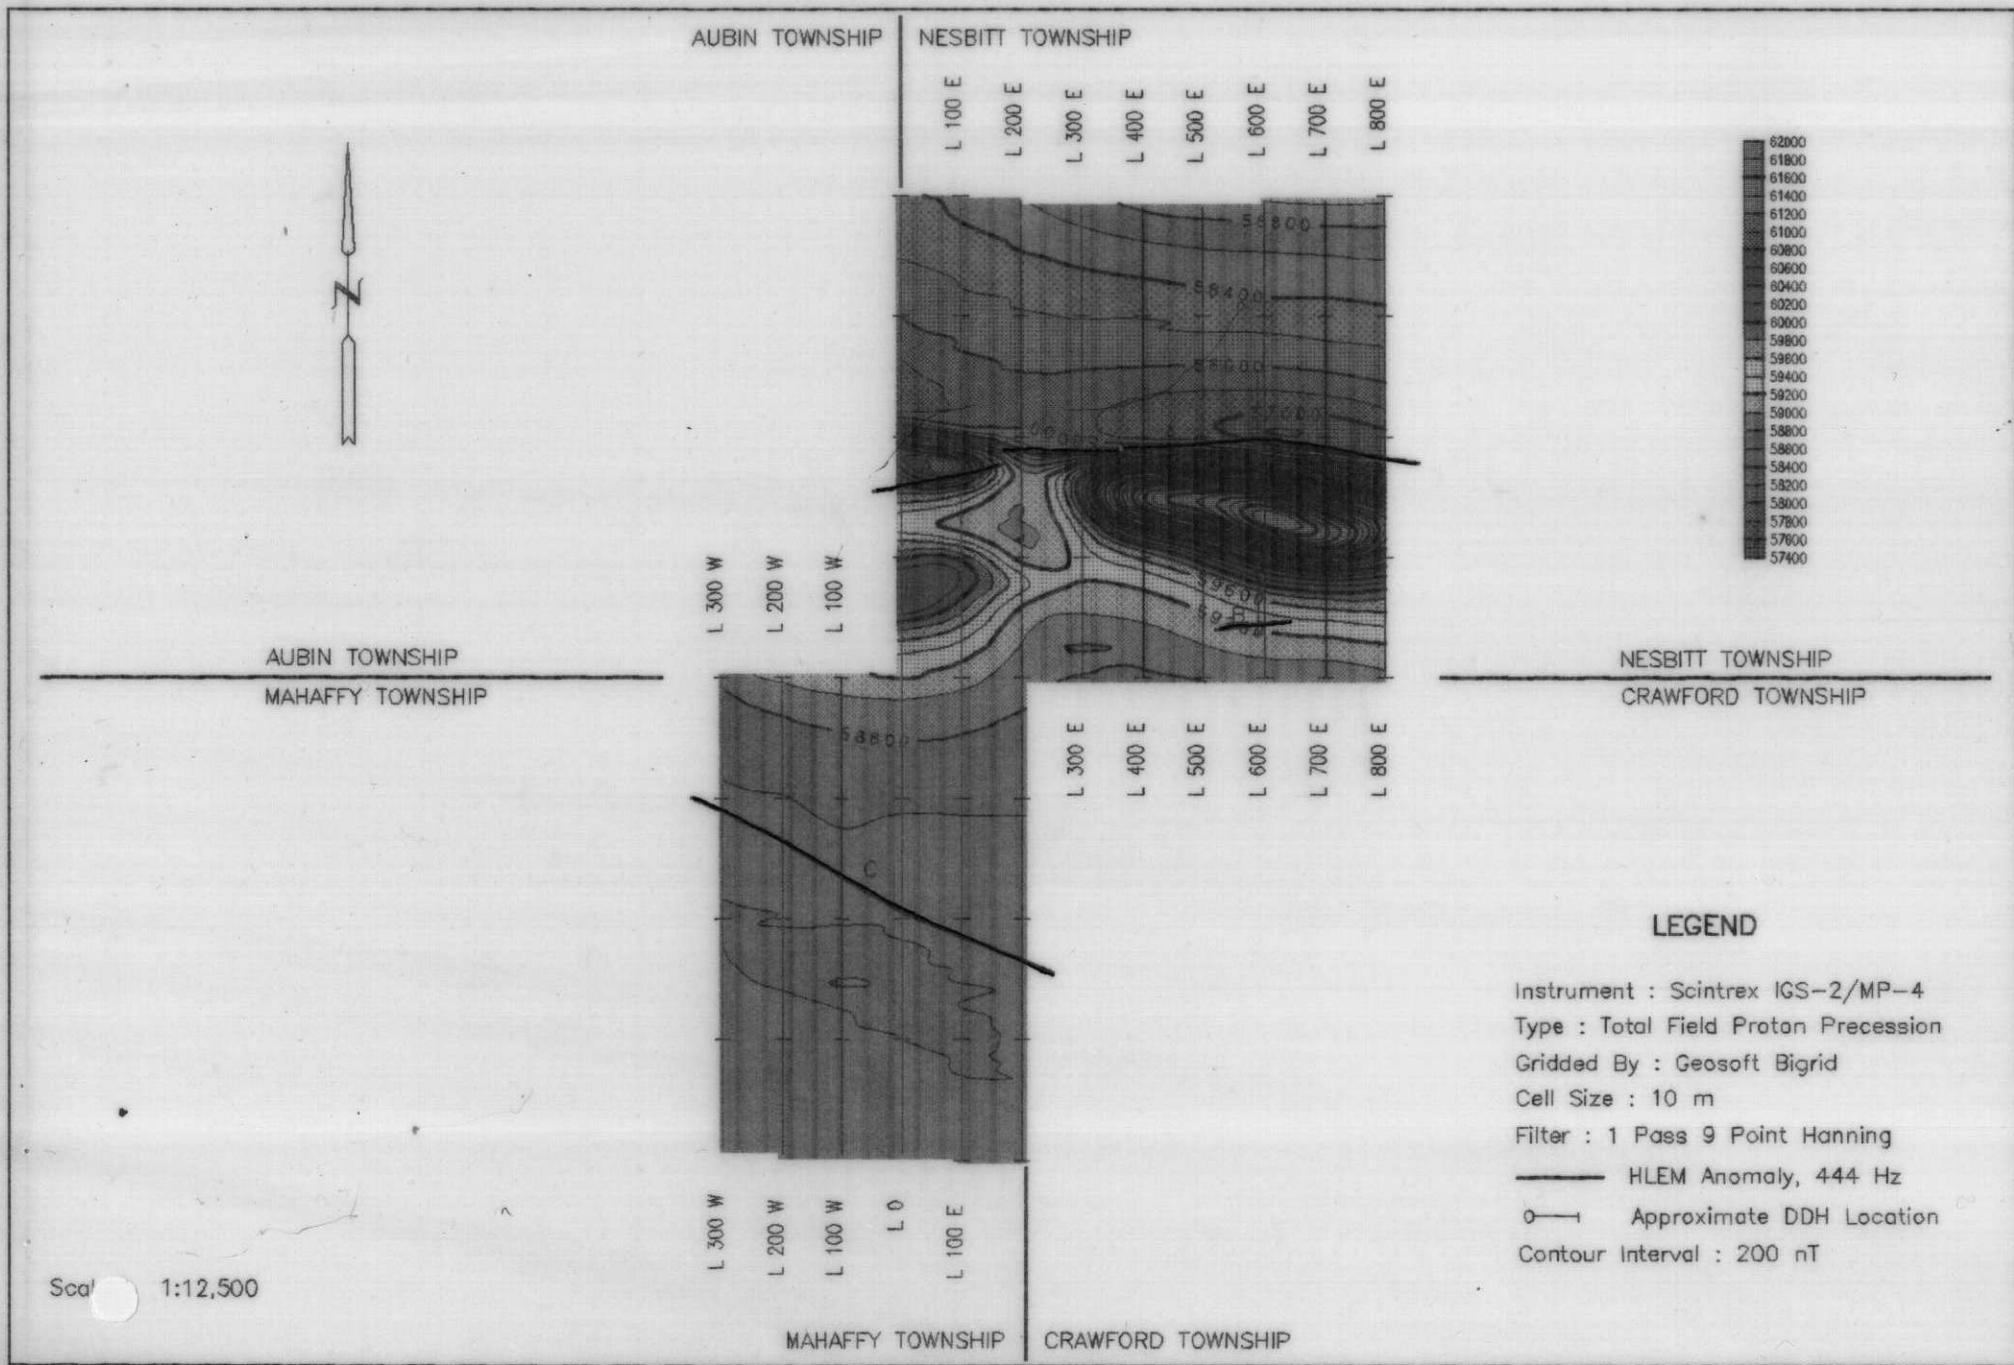 AUBIN TOWNSHIP
NESBITT TOWNSHIP
L 100 E
L 200 E
L 300 E
L 400 E
L 500 E
L 600 E
L 700 E
L 800 E
N
62000
61800
61600
61400
61200
61000
60800
60600
60400
60200
60000
59800
59600
59400
59200
59000
58800
58600
58400
58200
58000
57800
57600
57400
58800
58400
58000
57600
L 300 W
L 200 W
L 100 W
59600
B
AUBIN TOWNSHIP
MAHAFFY TOWNSHIP
NESBITT TOWNSHIP
CRAWFORD TOWNSHIP
58800
L 300 E
L 400 E
L 500 E
L 600 E
L 700 E
L 800 E
C
LEGEND
Instrument : Scintrex IGS-2/MP-4
Type : Total Field Proton Precession
Gridded By : Geosoft Bigrid
Cell Size : 10 m
Filter : 1 Pass 9 Point Hanning
HLEM Anomaly, 444 Hz
Approximate DDH Location
Contour Interval : 200 nT
L 300 W
L 200 W
L 100 W
L 0
L 100 E
Scal 1:12,500
MAHAFFY TOWNSHIP
CRAWFORD TOWNSHIP